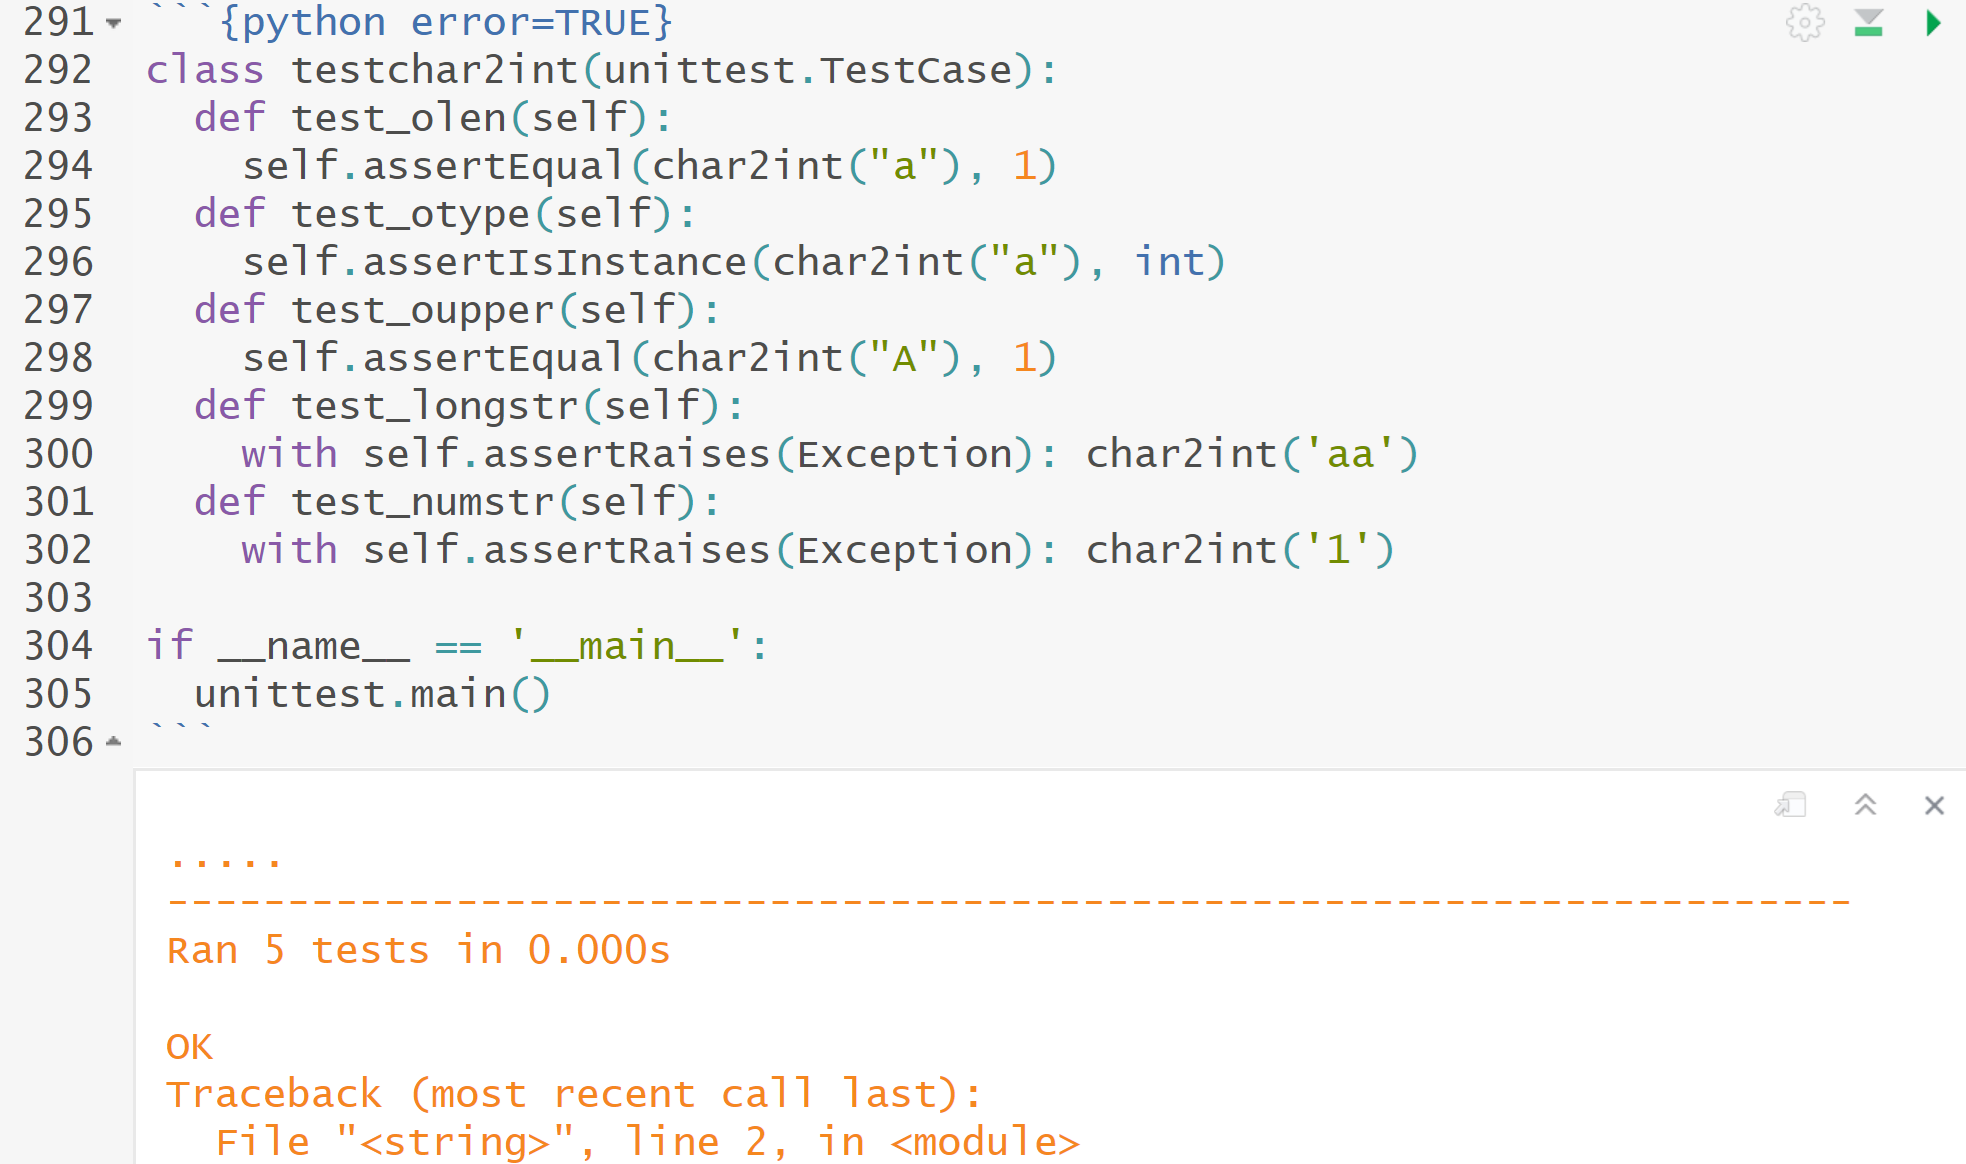 291 ```{python error=TRUE}
292 class testchar2int(unittest.TestCase):
293   def test_olen(self):
294     self.assertEqual(char2int("a"), 1)
295   def test_otype(self):
296     self.assertIsInstance(char2int("a"), int)
297   def test_oupper(self):
298     self.assertEqual(char2int("A"), 1)
299   def test_longstr(self):
300     with self.assertRaises(Exception): char2int('aa')
301   def test_numstr(self):
302     with self.assertRaises(Exception): char2int('1')
303
304 if __name__ == '__main__':
305   unittest.main()
306 ```
.....
----------------------------------------------------------------------
Ran 5 tests in 0.000s
OK
Traceback (most recent call last):
  File "<string>", line 2, in <module>